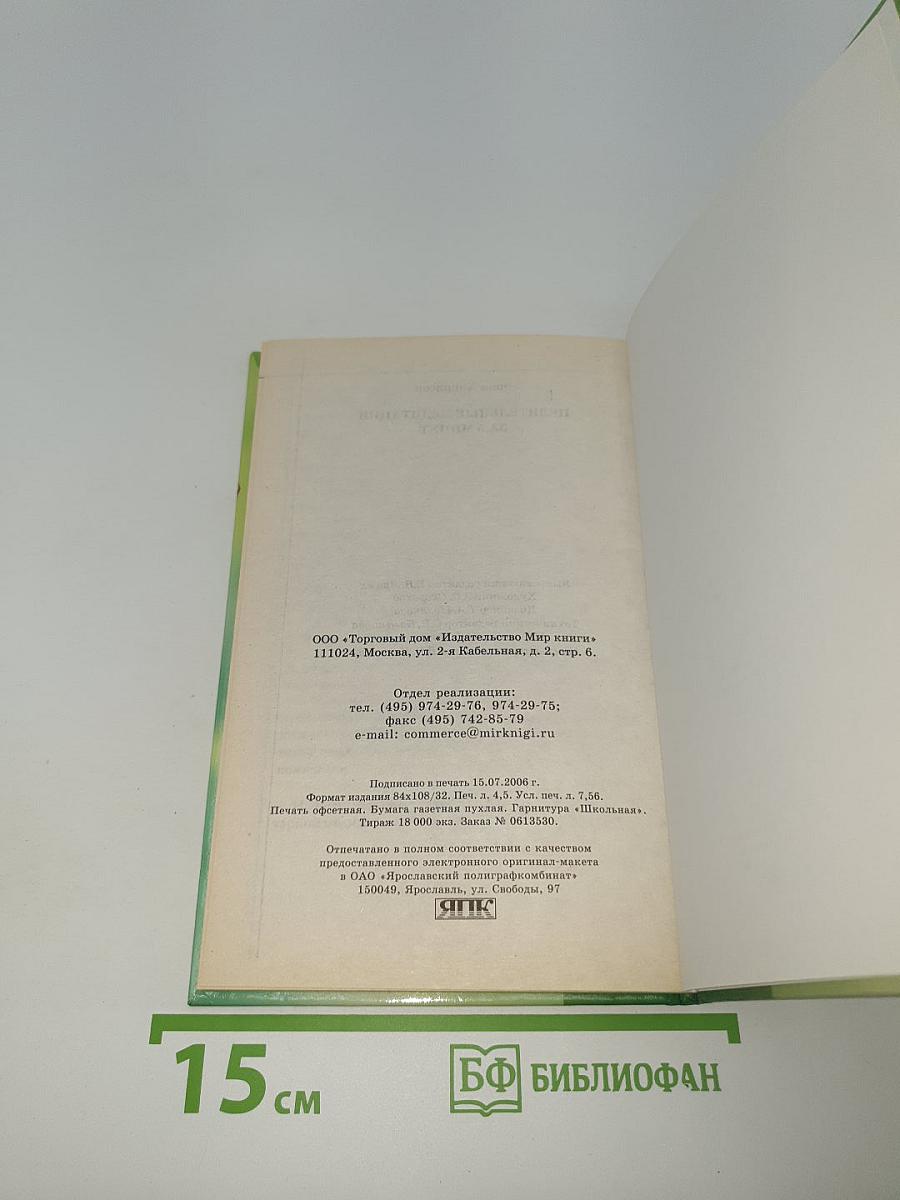 ООО «Торговый дом «Издательство Мир книги»
111024, Москва, ул. 2-я Кабельная, д. 2, стр. 6.
Отдел реализации:
тел. (495) 974-29-76, 974-29-75;
факс (495) 742-85-79
e-mail: commerce@mirknigi.ru
Подписано в печать 15.07.2006 г.
Формат издания 84x108/32. Печ. л. 4,5. Усл. печ. л. 7,56.
Печать офсетная. Бумага газетная пухлая. Гарнитура «Школьная».
Тираж 18 000 экз. Заказ № 0613530.
Отпечатано в полном соответствии с качеством
предоставленного электронного оригинал-макета
в ОАО «Ярославский полиграфкомбинат»
150049, Ярославль, ул. Свободы, 97
ЯПК
15 см
БФ БИБЛИОФАН